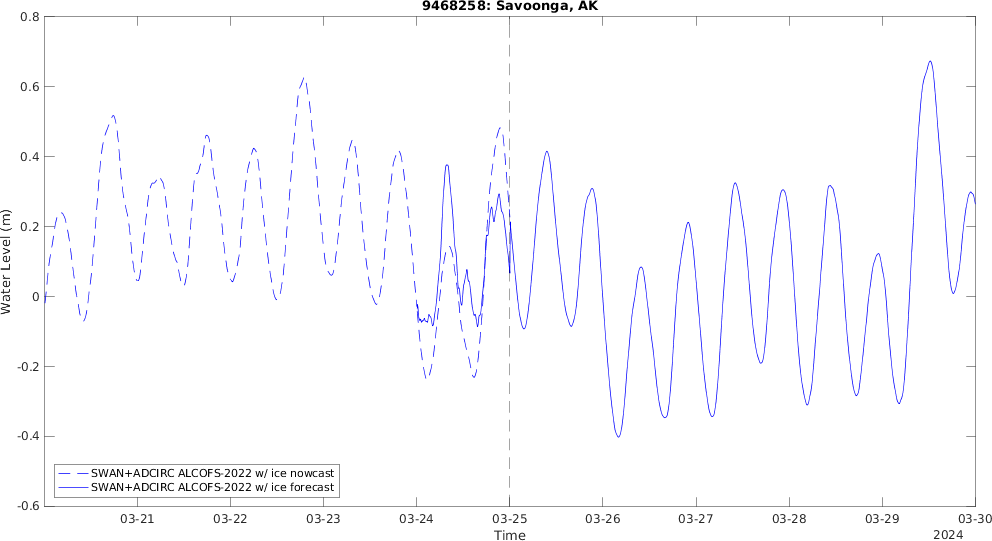 9468258: Savoonga, AK
0.8
0.6
0.4
0.2
0
-0.2
-0.4
-0.6
Water Level (m)
SWAN+ADCIRC ALCOFS-2022 w/ ice nowcast
SWAN+ADCIRC ALCOFS-2022 w/ ice forecast
03-21 03-22 03-23 03-24 03-25 03-26 03-27 03-28 03-29 03-30
Time
2024